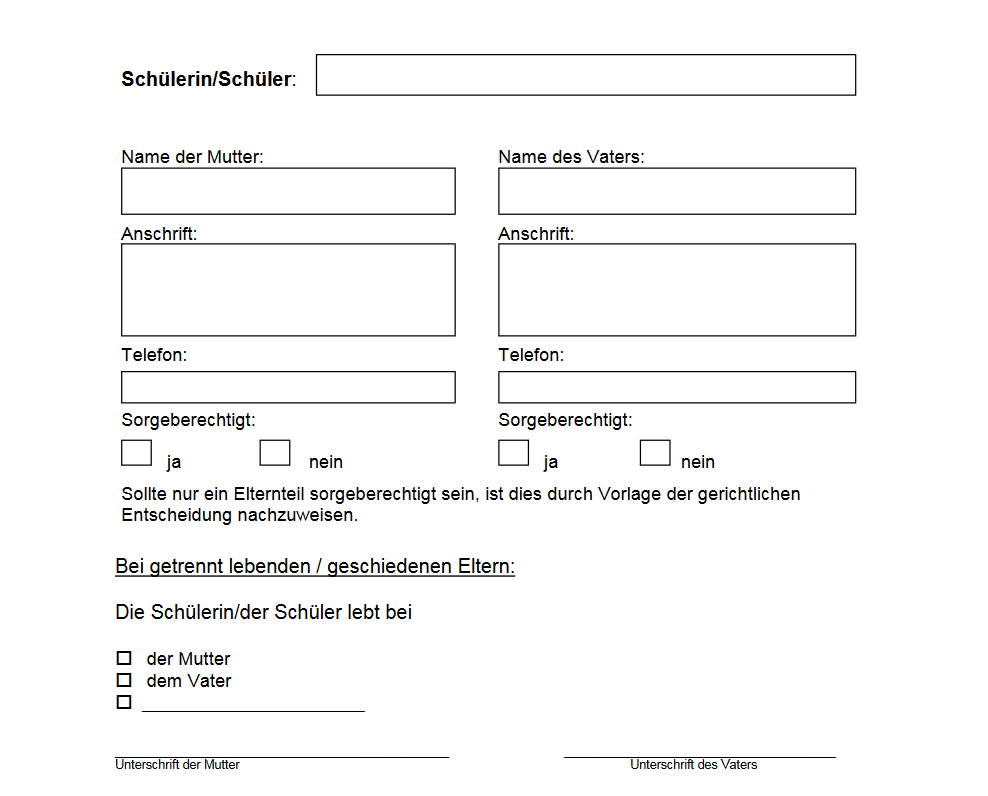 Schülerin/Schüler:
Name der Mutter:
Name des Vaters:
Anschrift:
Anschrift:
Telefon:
Telefon:
Sorgeberechtigt:
Sorgeberechtigt:
ja nein
ja nein
Sollte nur ein Elternteil sorgeberechtigt sein, ist dies durch Vorlage der gerichtlichen
Entscheidung nachzuweisen.
Bei getrennt lebenden / geschiedenen Eltern:
Die Schülerin/der Schüler lebt bei
der Mutter
dem Vater
Unterschrift der Mutter
Unterschrift des Vaters